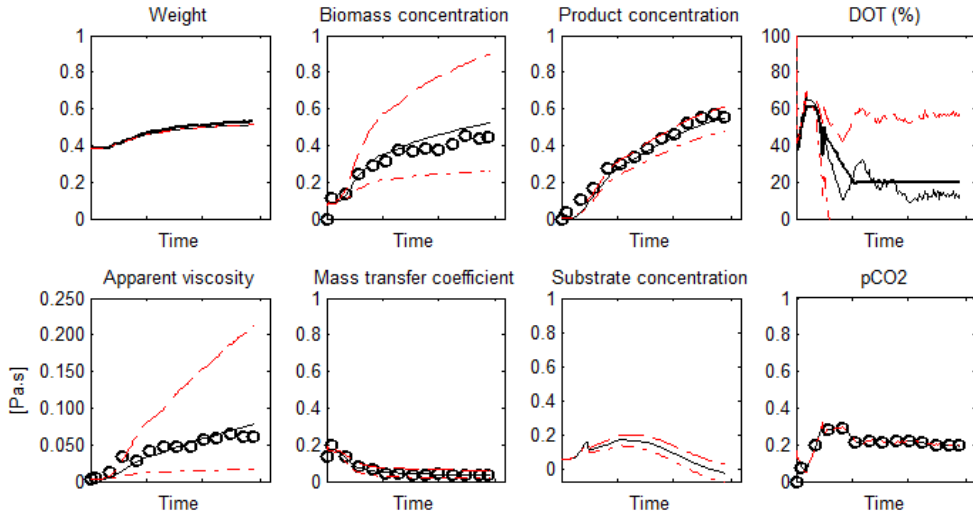 Weight
Biomass concentration
Product concentration
DOT (%)
1
0.8
0.6
0.4
0.2
0
Time
1
0.8
0.6
0.4
0.2
0
Time
1
0.8
0.6
0.4
0.2
0
Time
100
80
60
40
20
0
Time
Apparent viscosity
Mass transfer coefficient
Substrate concentration
pCO2
[Pa.s]
0.250
0.200
0.150
0.100
0.050
0
Time
1
0.8
0.6
0.4
0.2
0
Time
1
0.8
0.6
0.4
0.2
0
Time
1
0.8
0.6
0.4
0.2
0
Time